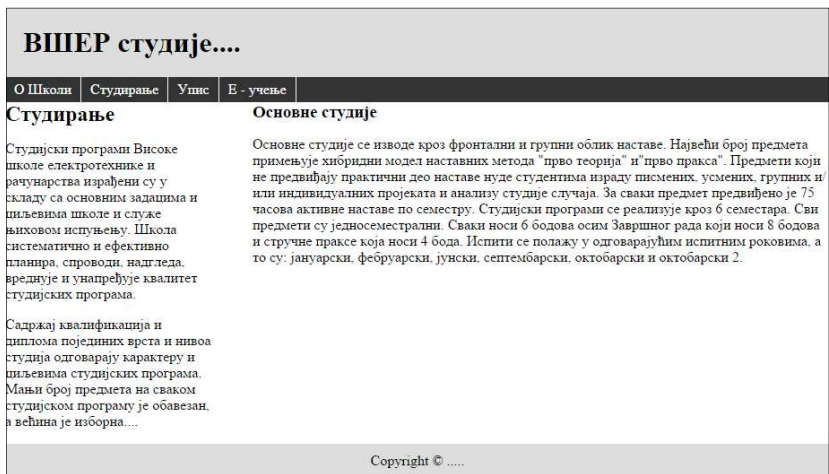 ВШЕР студије....
О Школи Студирање Упис Е - учење
Студирање
Студијски програми Високе
школе електротехнике и
рачунарства израђени су у
складу са основним задацима и
циљевима школе и служе
њиховом испуњењу. Школа
систематично и ефективно
планира, спроводи, надгледа,
вреднује и унапређује квалитет
студијских програма.
Садржај квалификација и
диплома појединих врста и нивоа
студија одговарају карактеру и
циљевима студијских програма.
Мањи број предмета на сваком
студијском програму је обавезан,
а већина је изборна....
Основне студије
Основне студије се изводе кроз фронтални и групни облик наставе. Највећи број предмета
примењује хибридни модел наставних метода "прво теорија" и"прво пракса". Предмети који
не предвиђају практични део наставе нуде студентима израду писмених, усмених, групних и/
или индивидуалних пројеката и анализу студије случаја. За сваки предмет предвиђено је 75
часова активне наставе по семестру. Студијски програми се реализује кроз 6 семестара. Сви
предмети су једносеместрални. Сваки носи 6 бодова осим Завршног рада који носи 8 бодова
и стручне праксе која носи 4 бода. Испити се полажу у одговарајућим испитним роковима, а
то су: јануарски, фебруарски, јунски, септембарски, октобарски и октобарски 2.
Copyright © .....